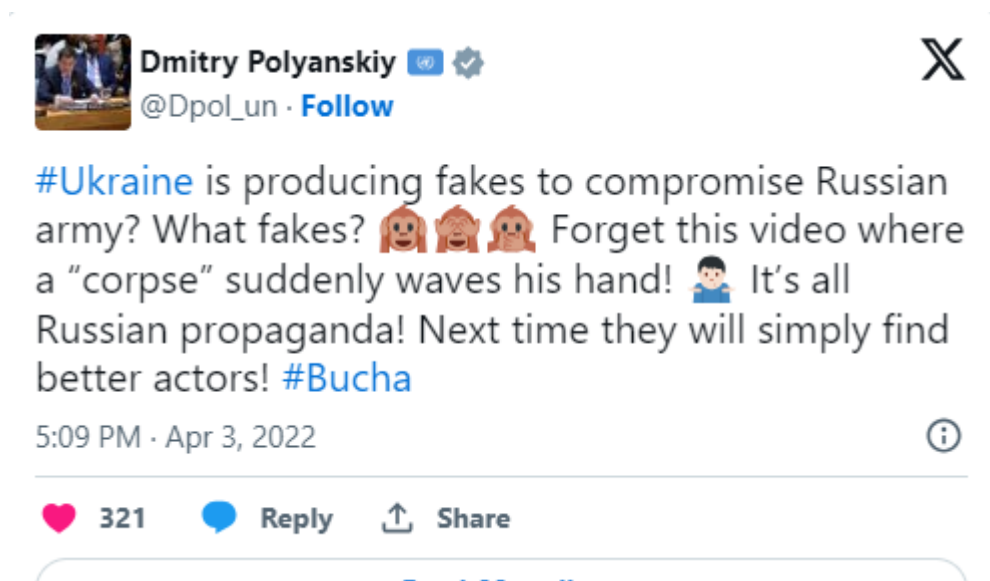 Dmitry Polyanskiy
@Dpol_un · Follow
#Ukraine is producing fakes to compromise Russian
army? What fakes? 🙉🙈🙊 Forget this video where
a “corpse” suddenly waves his hand! 🤷🏻‍♂️ It’s all
Russian propaganda! Next time they will simply find
better actors! #Bucha
5:09 PM · Apr 3, 2022
321 Reply Share